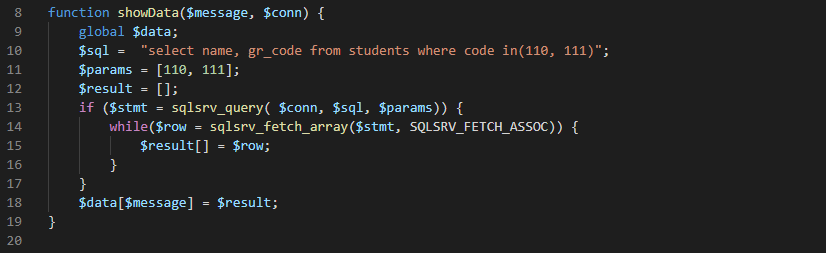 8 function showData($message, $conn) {
9     global $data;
10     $sql =  "select name, gr_code from students where code in(110, 111)";
11     $params = [110, 111];
12     $result = [];
13     if ($stmt = sqlsrv_query( $conn, $sql, $params)) {
14         while($row = sqlsrv_fetch_array($stmt, SQLSRV_FETCH_ASSOC)) {
15             $result[] = $row;
16         }
17     }
18     $data[$message] = $result;
19 }
20